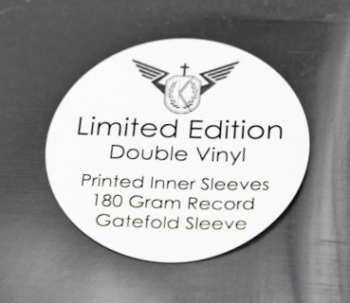 Limited Edition
Double Vinyl
Printed Inner Sleeves
180 Gram Record
Gatefold Sleeve